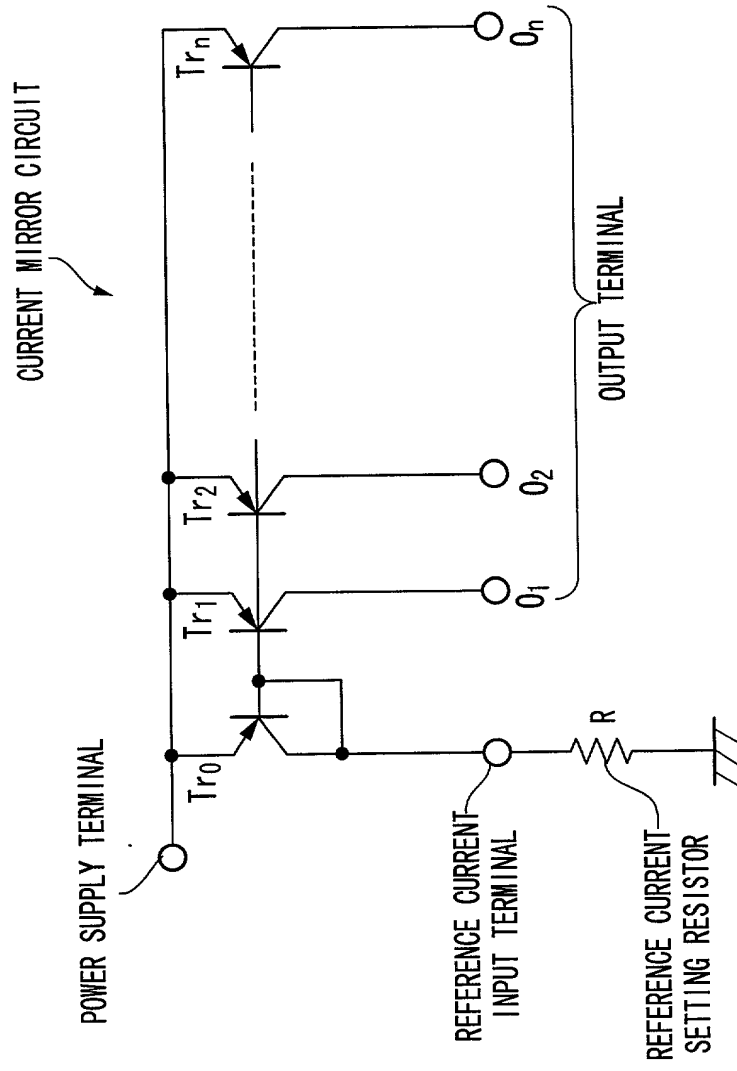 CURRENT MIRROR CIRCUIT
POWER SUPPLY TERMINAL
Tr0
Tr1
Tr2
Trn
O1
O2
On
OUTPUT TERMINAL
REFERENCE CURRENT
INPUT TERMINAL
R
REFERENCE CURRENT
SETTING RESISTOR